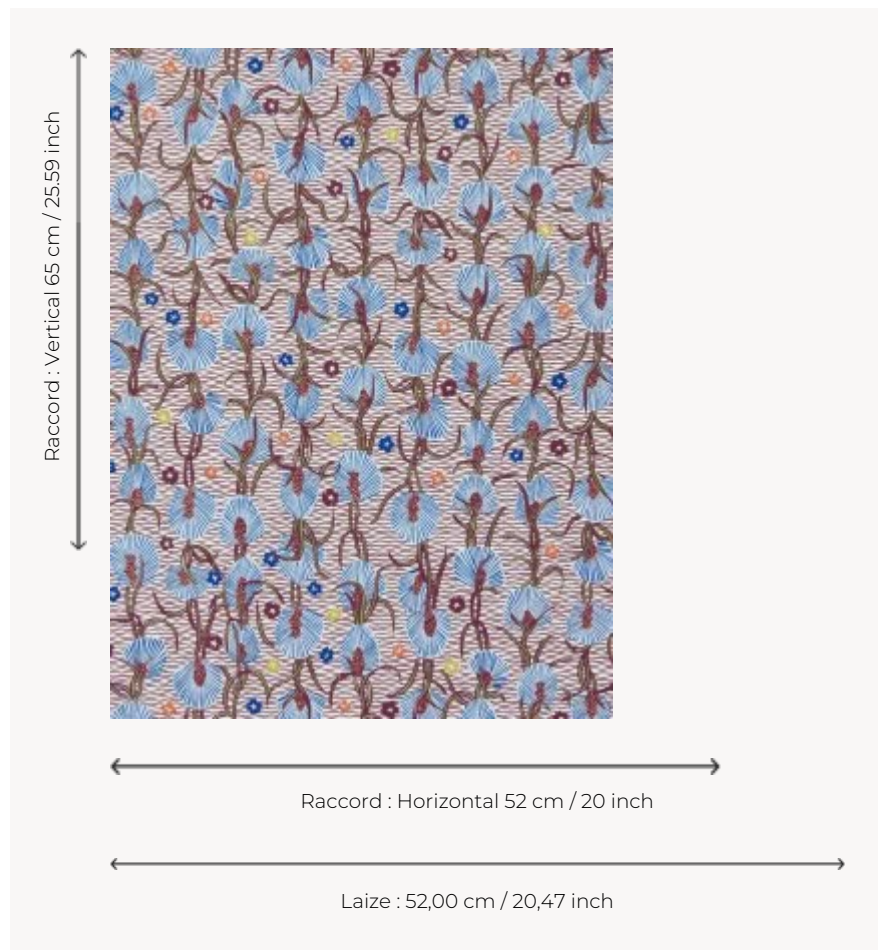 Raccord : Vertical 65 cm / 25.59 inch
Raccord : Horizontal 52 cm / 20 inch
Laize : 52,00 cm / 20,47 inch